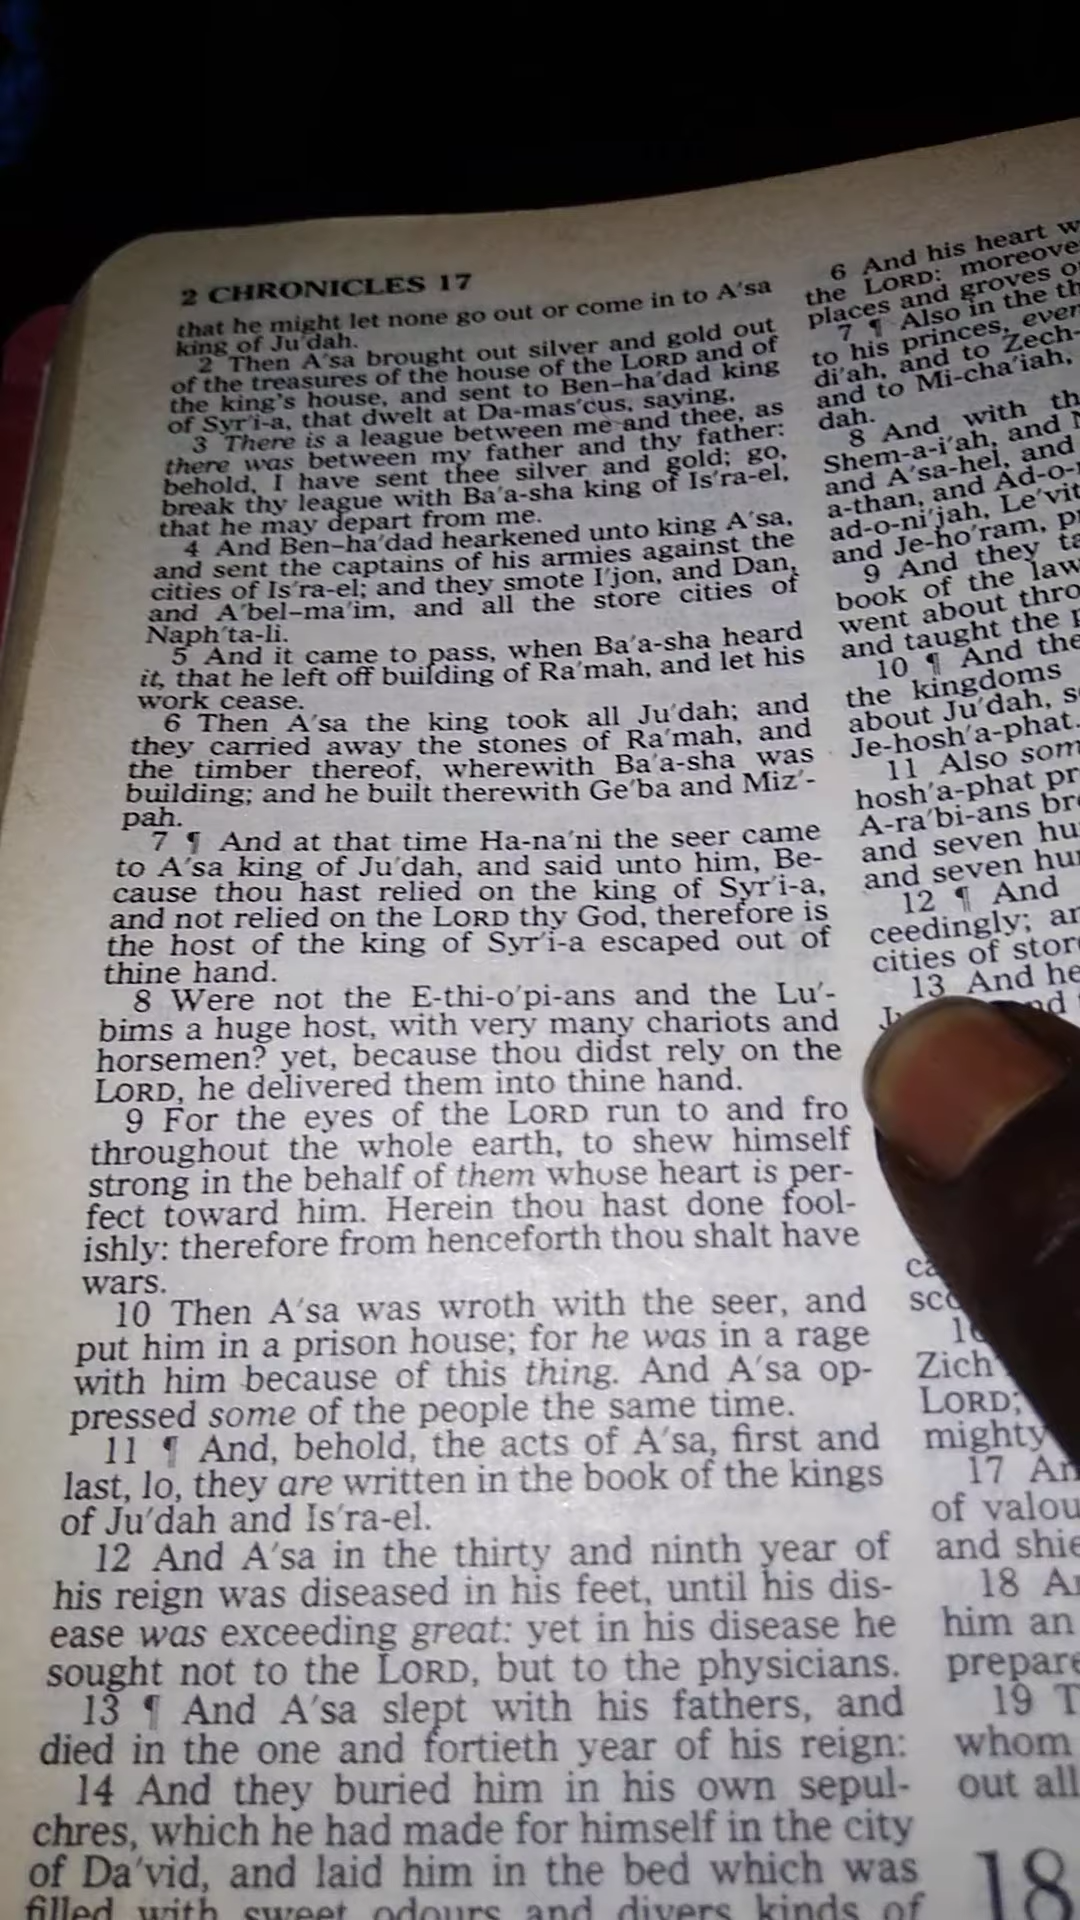 2 CHRONICLES 17
that he might let none go out or come in to A′sa
king of Ju′dah.
2 Then A′sa brought out silver and gold out
of the treasures of the house of the LORD and of
the king's house, and sent to Ben–ha′dad king
of Syr′i-a, that dwelt at Da-mas′cus, saying,
3 There is a league between me and thee, as
there was between my father and thy father:
behold, I have sent thee silver and gold; go,
break thy league with Ba′a-sha king of Is′ra-el,
that he may depart from me.
4 And Ben–ha′dad hearkened unto king A′sa,
and sent the captains of his armies against the
cities of Is′ra-el; and they smote I′jon, and Dan,
and A′bel–ma′im, and all the store cities of
Naph′ta-li.
5 And it came to pass, when Ba′a-sha heard
it, that he left off building of Ra′mah, and let his
work cease.
6 Then A′sa the king took all Ju′dah; and
they carried away the stones of Ra′mah, and
the timber thereof, wherewith Ba′a-sha was
building; and he built therewith Ge′ba and Miz′-
pah.
7 ¶ And at that time Ha-na′ni the seer came
to A′sa king of Ju′dah, and said unto him, Be-
cause thou hast relied on the king of Syr′i-a,
and not relied on the LORD thy God, therefore is
the host of the king of Syr′i-a escaped out of
thine hand.
8 Were not the E-thi-o′pi-ans and the Lu′-
bims a huge host, with very many chariots and
horsemen? yet, because thou didst rely on the
LORD, he delivered them into thine hand.
9 For the eyes of the LORD run to and fro
throughout the whole earth, to shew himself
strong in the behalf of them whose heart is per-
fect toward him. Herein thou hast done fool-
ishly: therefore from henceforth thou shalt have
wars.
10 Then A′sa was wroth with the seer, and
put him in a prison house; for he was in a rage
with him because of this thing. And A′sa op-
pressed some of the people the same time.
11 ¶ And, behold, the acts of A′sa, first and
last, lo, they are written in the book of the kings
of Ju′dah and Is′ra-el.
12 And A′sa in the thirty and ninth year of
his reign was diseased in his feet, until his dis-
ease was exceeding great: yet in his disease he
sought not to the LORD, but to the physicians.
13 ¶ And A′sa slept with his fathers, and
died in the one and fortieth year of his reign:
14 And they buried him in his own sepul-
chres, which he had made for himself in the city
of Da′vid, and laid him in the bed which was
filled with sweet odours and divers kinds of
6 And his heart
the LORD: moreove
places and groves
7 ¶ Also in the
to his princes, ever
di′ah, and to Zech-
and to Mi-cha′iah,
dah.
8 And with
Shem-a-i′ah, and
and A′sa-hel, and
a-than, and Ad-o-
ad-o-ni′jah, Le′vit
and Je-ho′ram,
9 And they
book of the law
went about thro
and taught the
10 ¶ And the
the kingdoms
about Ju′dah,
Je-hosh′a-phat.
11 Also som
hosh′a-phat pr
A-ra′bi-ans br
and seven hu
and seven hu
12 ¶ And
ceedingly;
cities of stor
13 And he
Zich
LORD;
mighty
17 An
of valou
and shie
18
him an
prepare
19 T
whom
out all
18